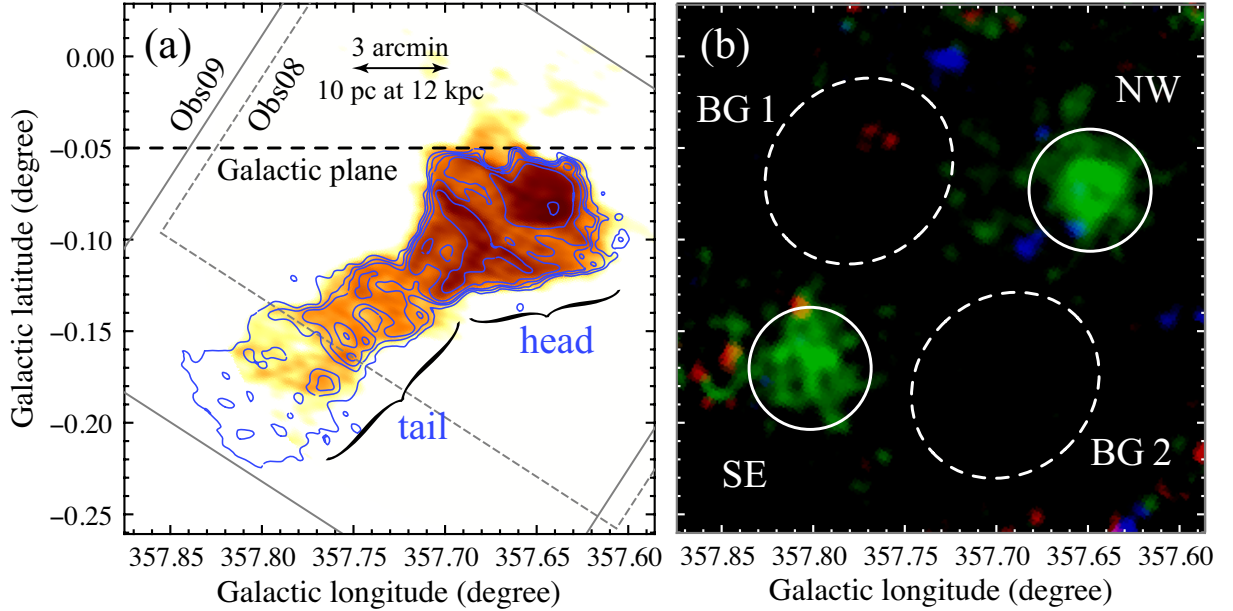 (a)
Obs09
Obs08
3 arcmin
10 pc at 12 kpc
Galactic plane
head
tail
0.00
−0.05
−0.10
−0.15
−0.20
−0.25
Galactic latitude (degree)
357.85 357.80 357.75 357.70 357.65 357.60
Galactic longitude (degree)
(b)
BG 1
NW
SE
BG 2
357.85 357.80 357.75 357.70 357.65 357.60
Galactic longitude (degree)